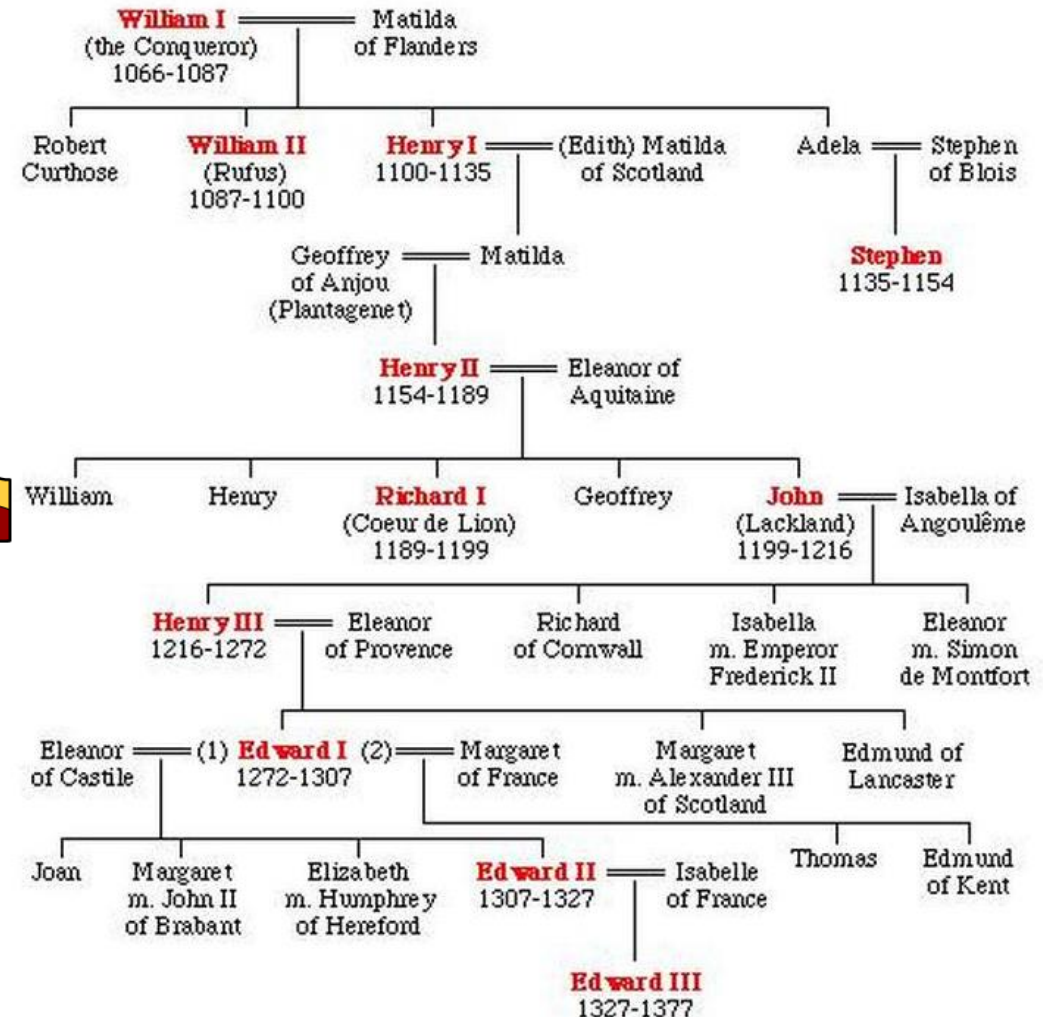 William I
(the Conqueror)
1066-1087
Matilda
of Flanders
Robert
Curthose
William II
(Rufus)
1087-1100
Henry I
1100-1135
(Edith) Matilda
of Scotland
Adela
Stephen
of Blois
Geoffrey
of Anjou
(Plantagenet)
Matilda
Stephen
1135-1154
Henry II
1154-1189
Eleanor of
Aquitaine
William
Henry
Richard I
(Coeur de Lion)
1189-1199
Geoffrey
John
(Lackland)
1199-1216
Isabella of
Angoulême
Henry III
1216-1272
Eleanor
of Provence
Richard
of Cornwall
Isabella
m. Emperor
Frederick II
Eleanor
m. Simon
de Montfort
Eleanor
of Castile
(1) Edward I (2)
1272-1307
Margaret
of France
Margaret
m. Alexander III
of Scotland
Edmund of
Lancaster
Joan
Margaret
m. John II
of Brabant
Elizabeth
m. Humphrey
of Hereford
Edward II
1307-1327
Isabelle
of France
Thomas
Edmund
of Kent
Edward III
1327-1377